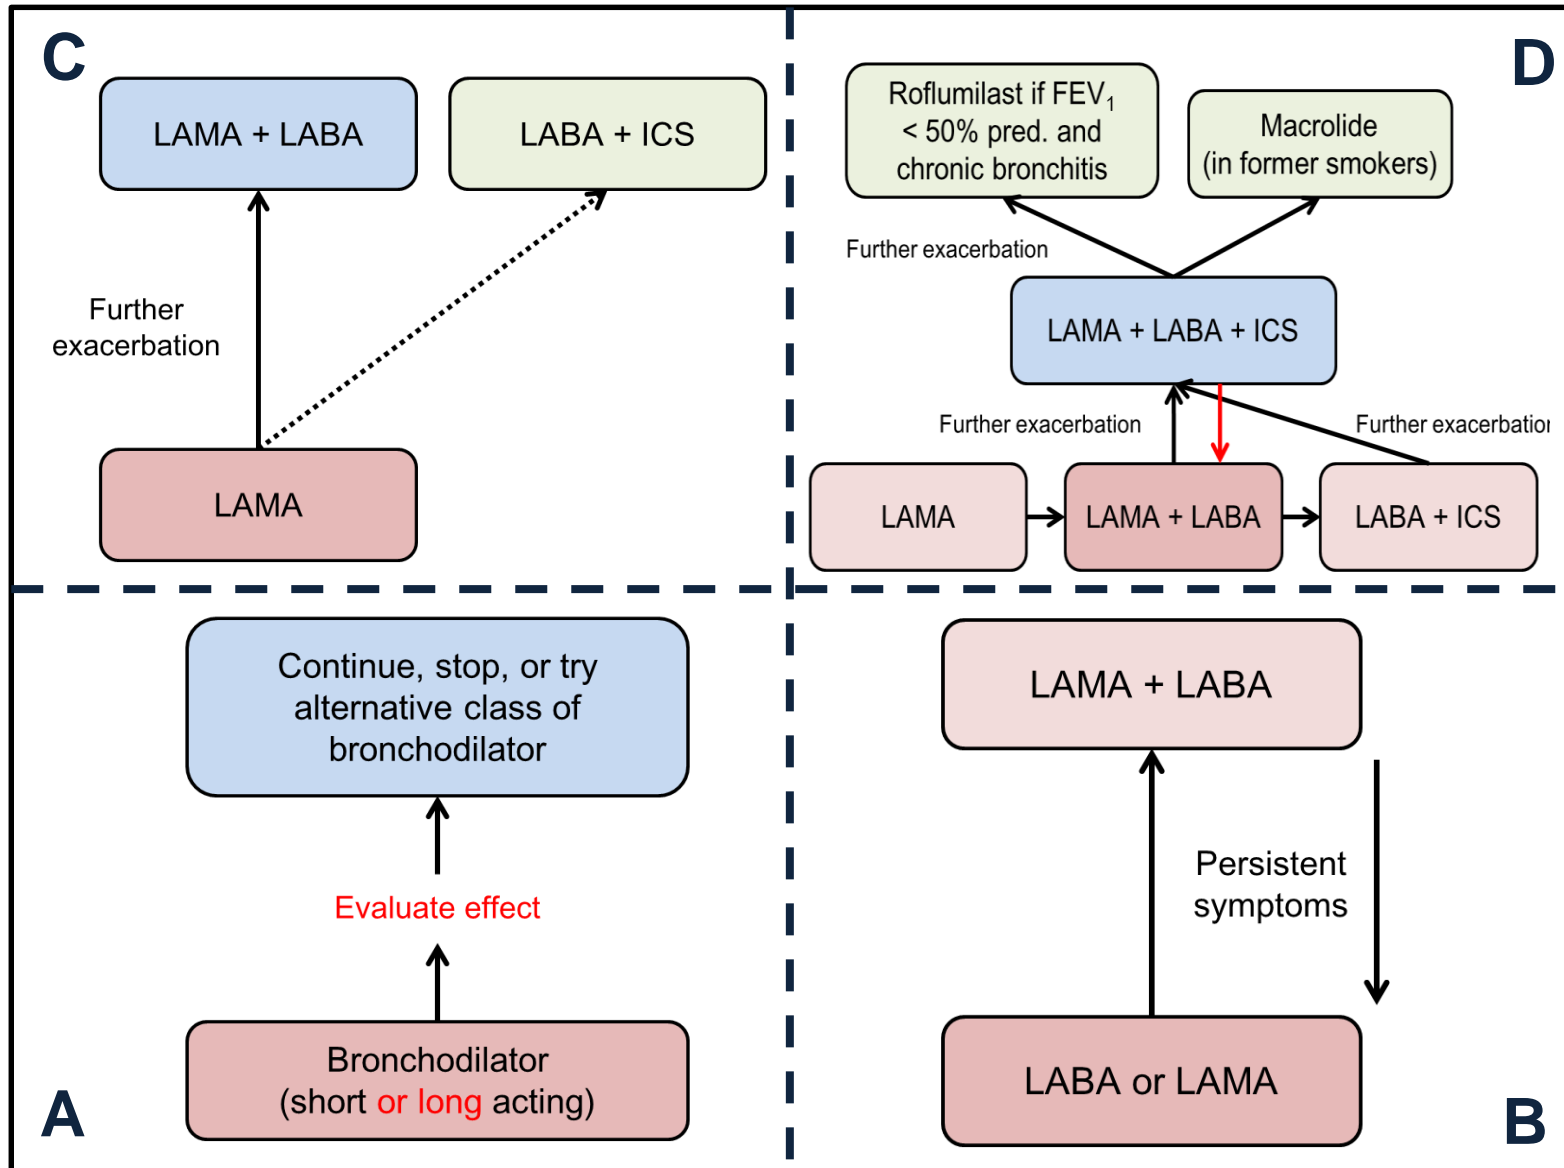 C
LAMA + LABA
LABA + ICS
Further
exacerbation
LAMA
D
Roflumilast if FEV1
< 50% pred. and
chronic bronchitis
Macrolide
(in former smokers)
Further exacerbation
LAMA + LABA + ICS
Further exacerbation
Further exacerbation
LAMA
LAMA + LABA
LABA + ICS
Continue, stop, or try
alternative class of
bronchodilator
Evaluate effect
Bronchodilator
(short or long acting)
A
LAMA + LABA
Persistent
symptoms
LABA or LAMA
B